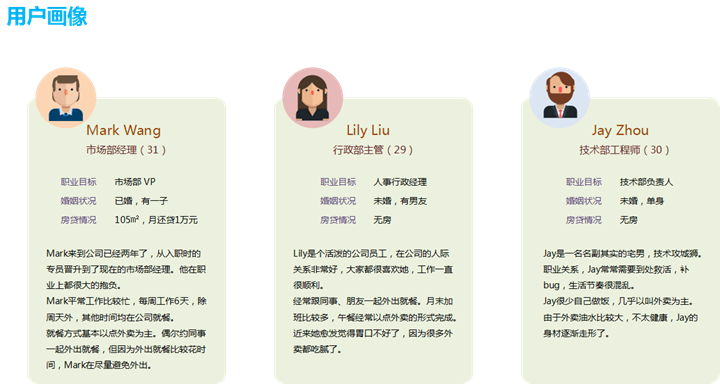 用户画像
Mark Wang
市场部经理（31）
职业目标 市场部 VP
婚姻状况 已婚，有一子
房贷情况 105㎡，月还贷1万元
Mark来到公司已经两年了，从入职时的
专员晋升到了现在的市场部经理。他在职
业上都很大的抱负。
Mark平常工作比较忙，每周工作6天，除
周天外，其他时间均在公司就餐。
就餐方式基本以点外卖为主。偶尔的同事
一起外出就餐，但因为外出就餐比较花时
间，Mark在尽量避免外出。
Lily Liu
行政部主管（29）
职业目标 人事行政经理
婚姻状况 未婚，有男友
房贷情况 无房
Lily是个活泼的公司员工，在公司的人际
关系非常好，大家都很喜欢她，工作一直
很顺利。
经常跟同事、朋友一起外出就餐。月末加
班比较多，午餐经常以点外卖的形式完成。
近来她愈发觉得胃口不好了，因为很多外
卖都吃腻了。
Jay Zhou
技术部工程师（30）
职业目标 技术部负责人
婚姻状况 未婚，单身
房贷情况 无房
Jay是一名名副其实的宅男，技术攻城狮。
职业关系，Jay常常需要到处救活，补
bug，生活节奏很混乱。
Jay很少自己做饭，几乎以叫外卖为主。
由于外卖油水比较大，不太健康，Jay的
身材逐渐走形了。